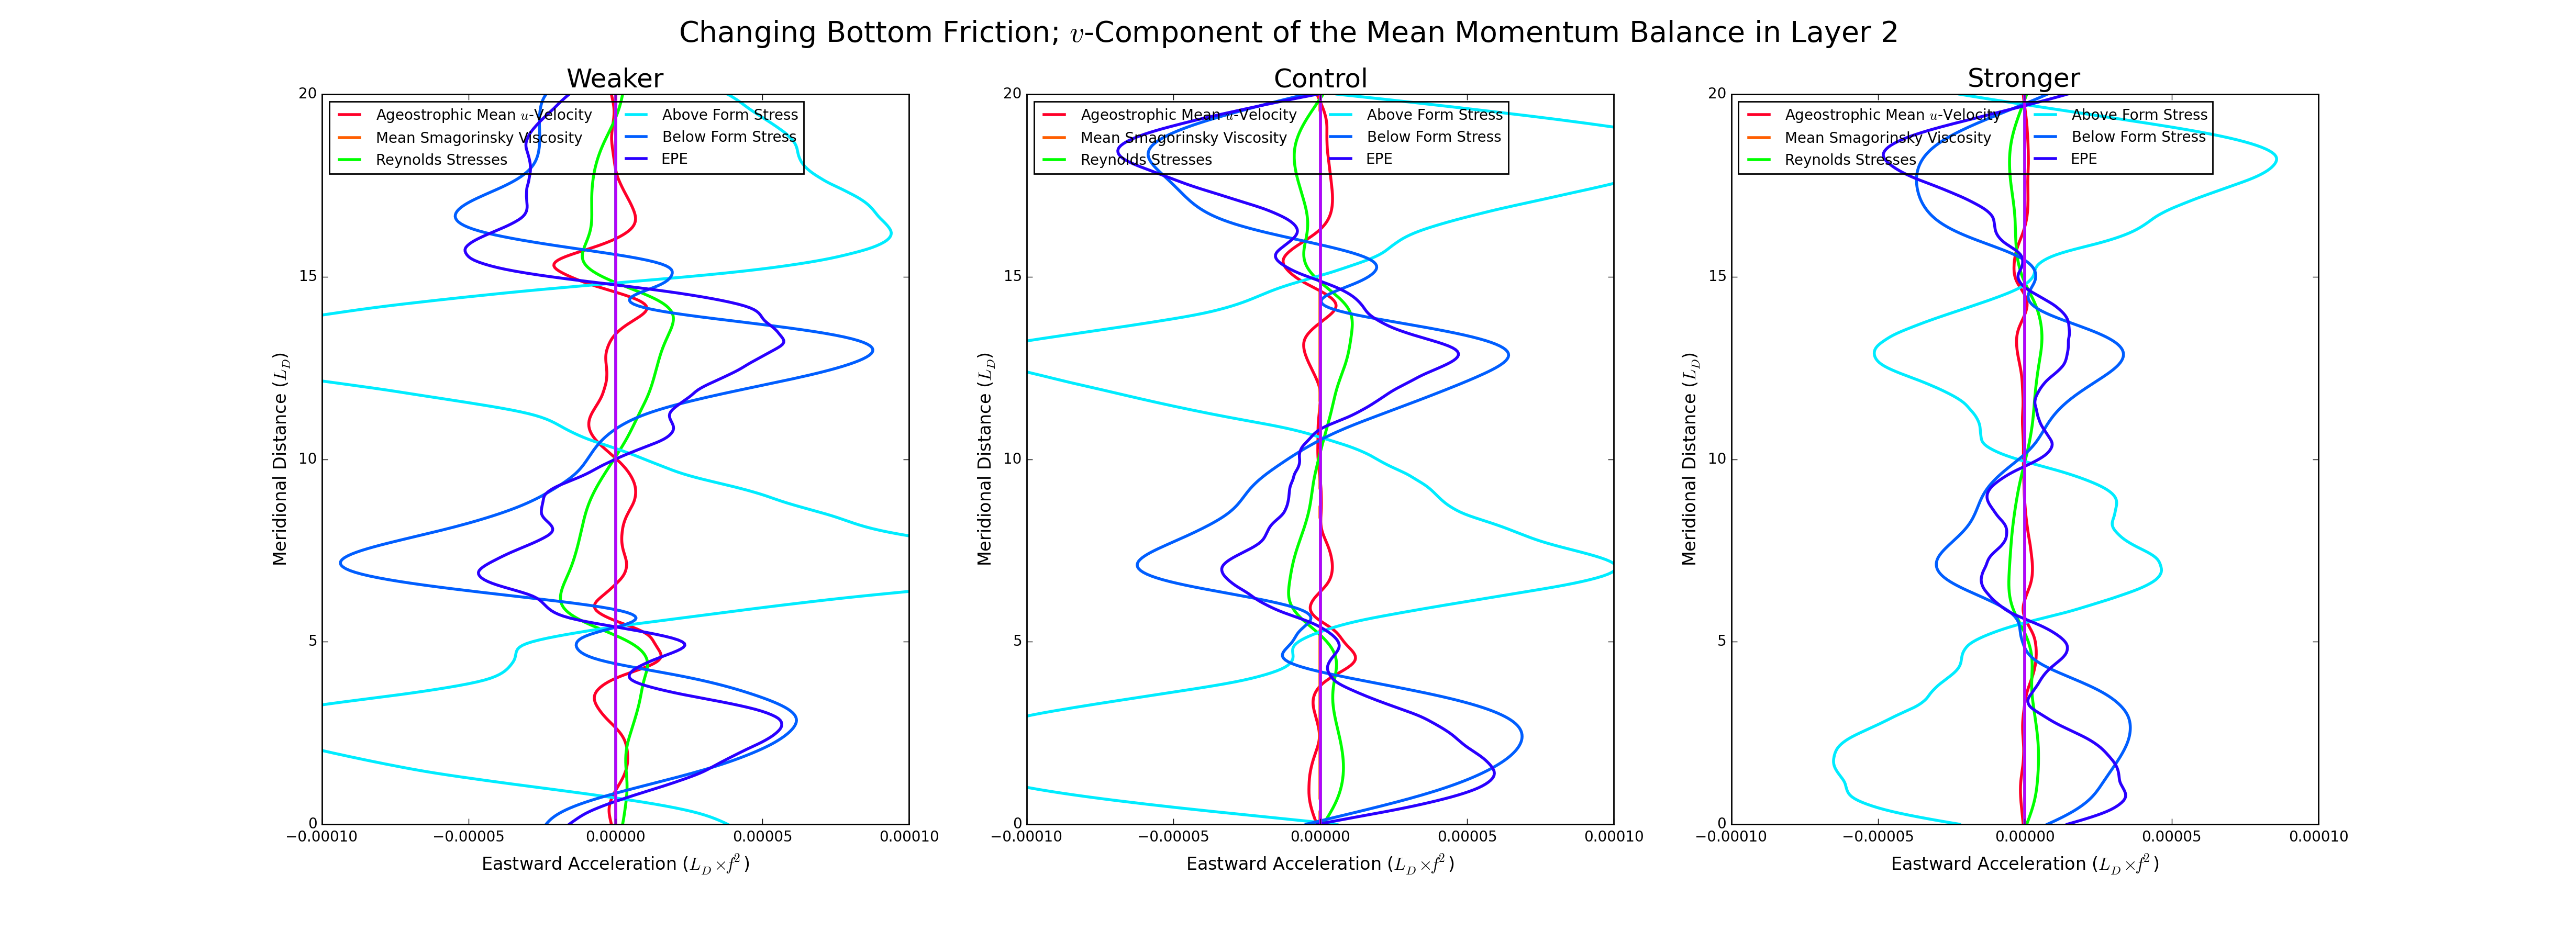 Changing Bottom Friction; v-Component of the Mean Momentum Balance in Layer 2
Weaker
Ageostrophic Mean u-Velocity
Mean Smagorinsky Viscosity
Reynolds Stresses
Above Form Stress
Below Form Stress
EPE
20
15
10
5
0
Meridional Distance (L_D)
−0.00010 −0.00005 0.00000 0.00005 0.00010
Eastward Acceleration (L_D×f²)
Control
Ageostrophic Mean u-Velocity
Mean Smagorinsky Viscosity
Reynolds Stresses
Above Form Stress
Below Form Stress
EPE
20
15
10
5
0
Meridional Distance (L_D)
−0.00010 −0.00005 0.00000 0.00005 0.00010
Eastward Acceleration (L_D×f²)
Stronger
Ageostrophic Mean u-Velocity
Mean Smagorinsky Viscosity
Reynolds Stresses
Above Form Stress
Below Form Stress
EPE
20
15
10
5
0
Meridional Distance (L_D)
−0.00010 −0.00005 0.00000 0.00005 0.00010
Eastward Acceleration (L_D×f²)